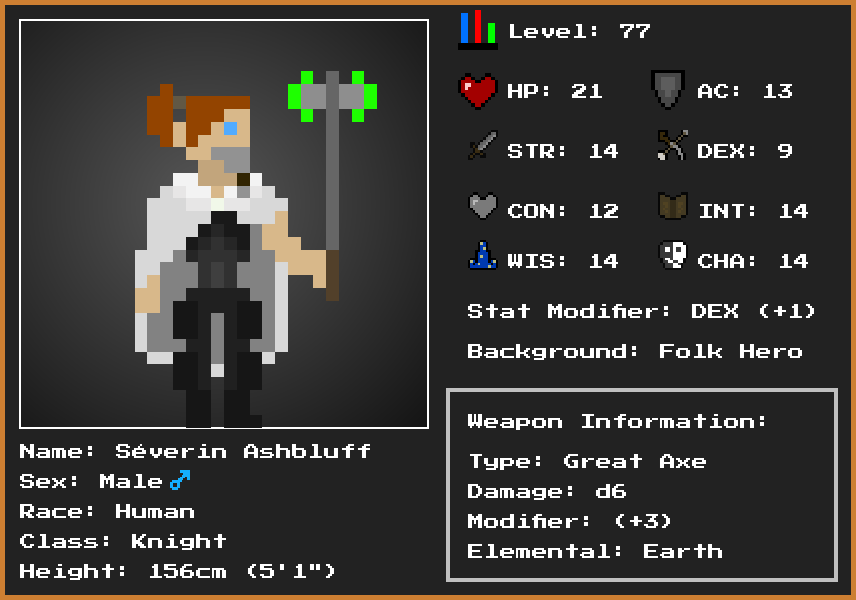 Level: 77
HP: 21
AC: 13
STR: 14
DEX: 9
CON: 12
INT: 14
WIS: 14
CHA: 14
Stat Modifier: DEX (+1)
Background: Folk Hero
Weapon Information:
Type: Great Axe
Damage: d6
Modifier: (+3)
Elemental: Earth
Name: Séverin Ashbluff
Sex: Male ♂
Race: Human
Class: Knight
Height: 156cm (5'1")